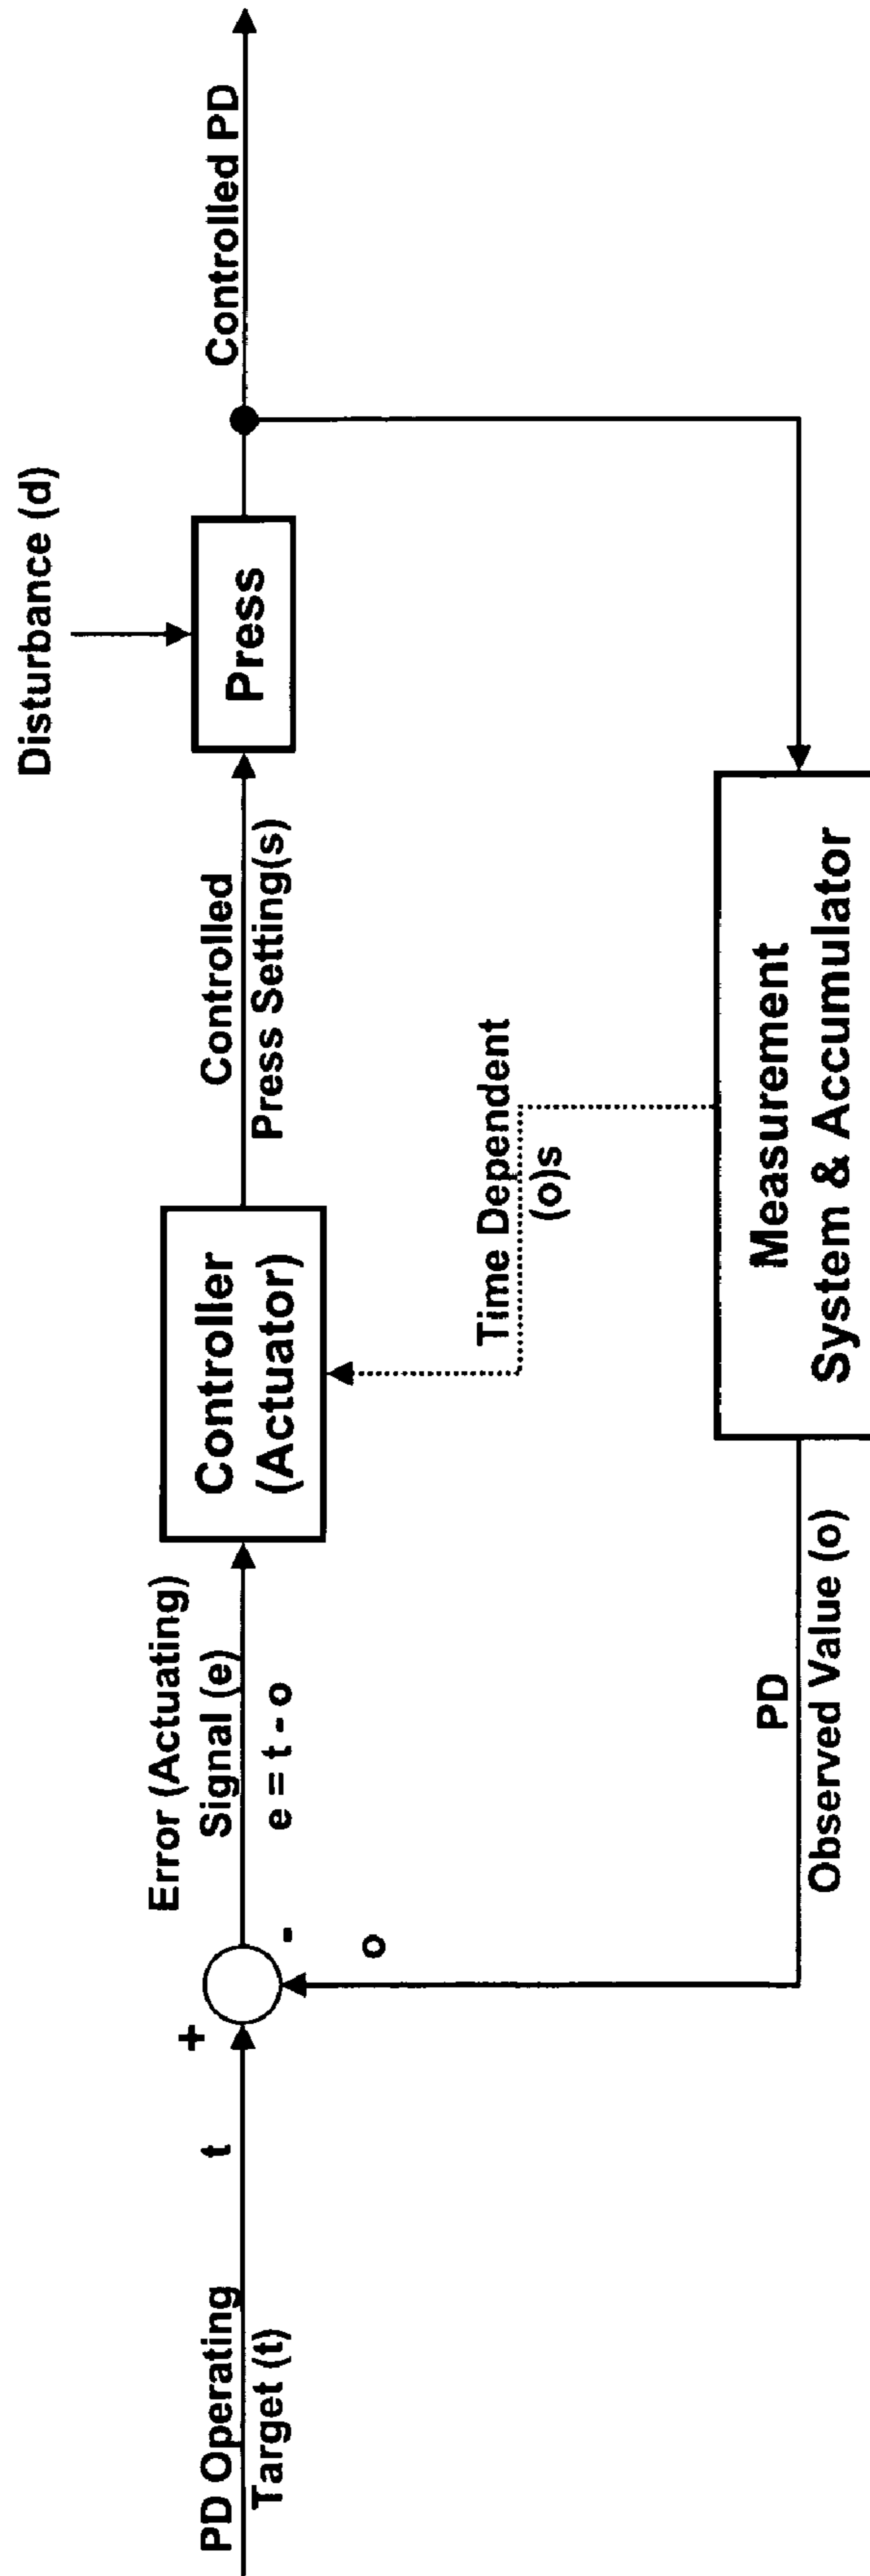 PD Operating
Target (t)
t
+
-
o
Error (Actuating)
Signal (e)
e = t - o
Controller
(Actuator)
Controlled
Press Setting(s)
Disturbance (d)
Press
Controlled PD
Time Dependent
(o)s
Measurement
System & Accumulator
PD
Observed Value (o)